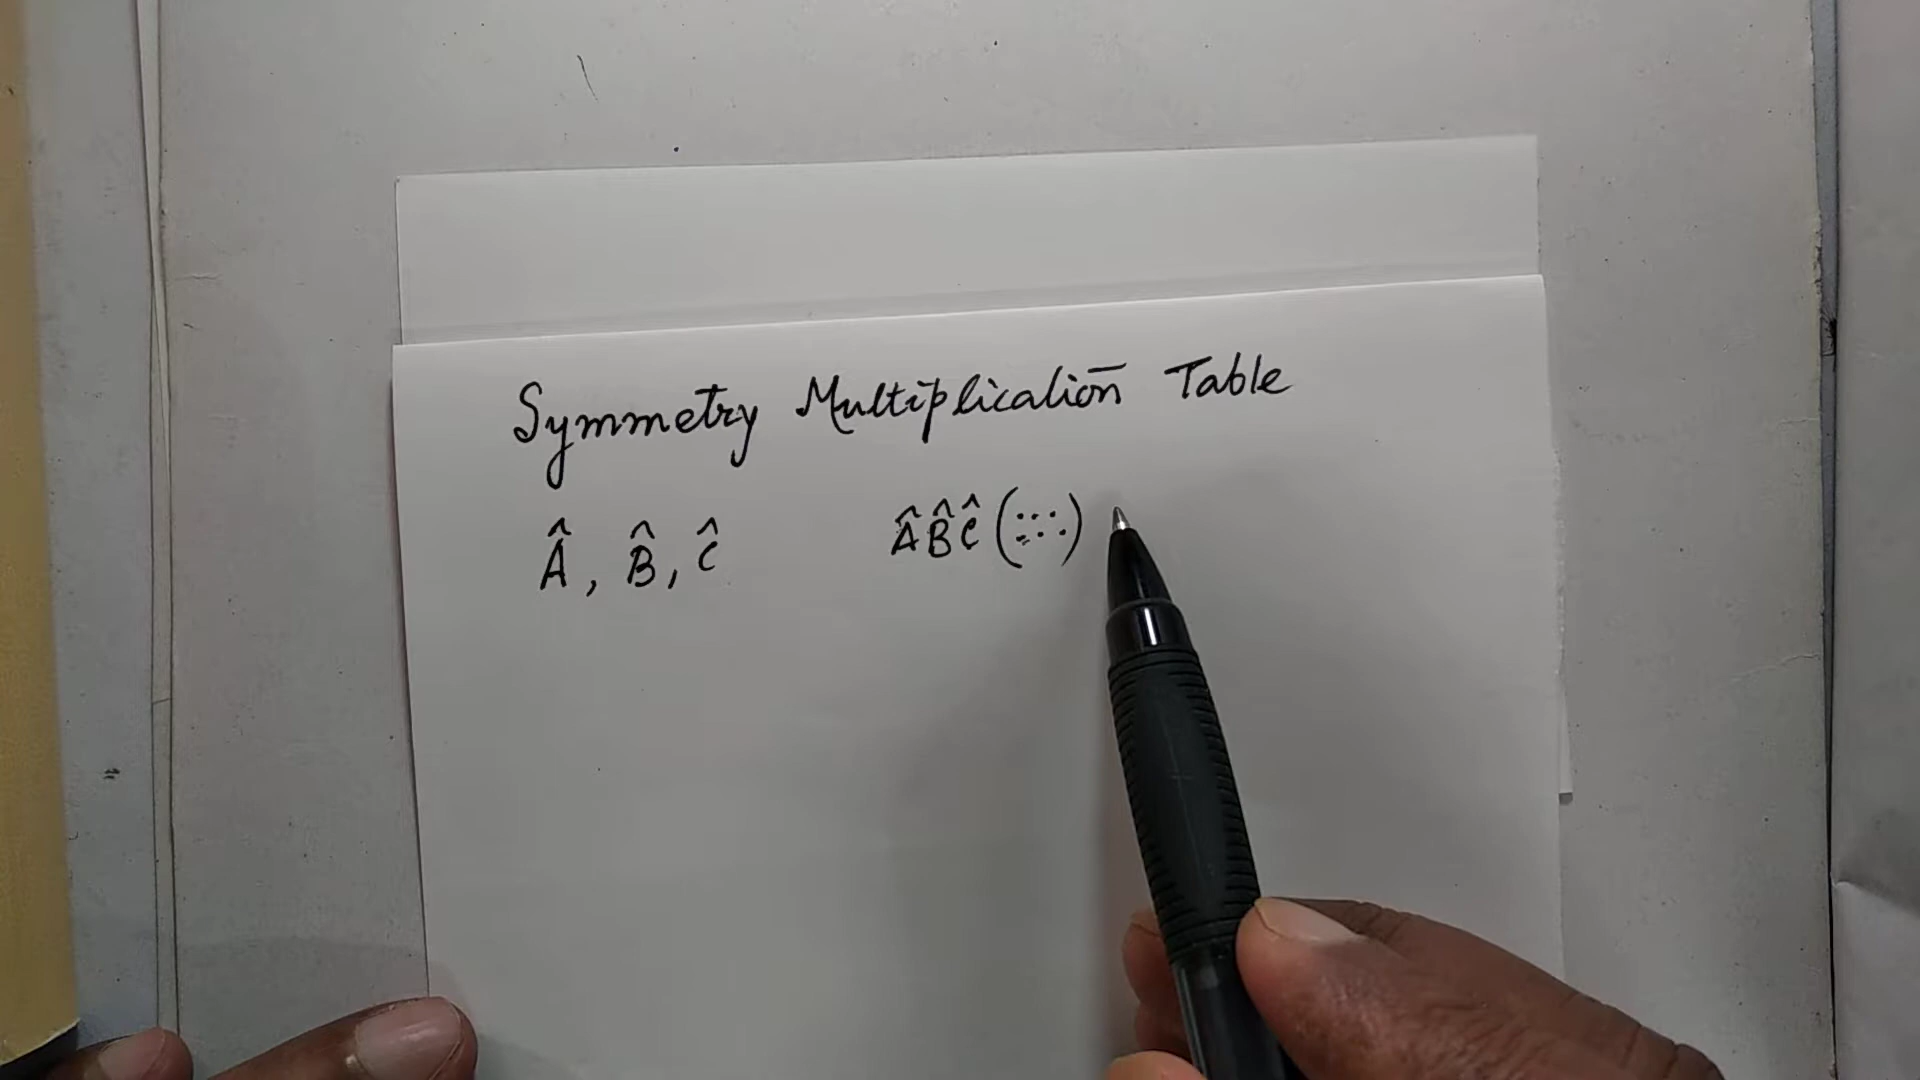 Symmetry Multiplication Table
Â, B̂, Ĉ ÂB̂Ĉ(:::·)